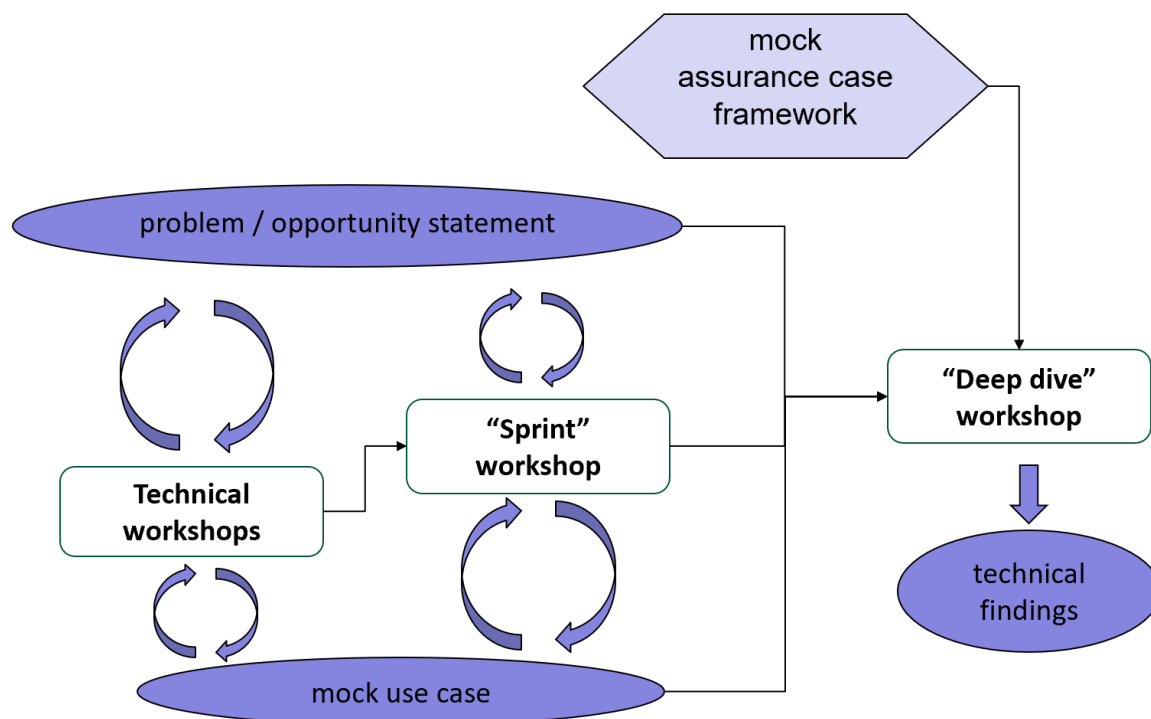 mock
assurance case
framework
problem / opportunity statement
“Deep dive”
workshop
“Sprint”
workshop
Technical
workshops
technical
findings
mock use case